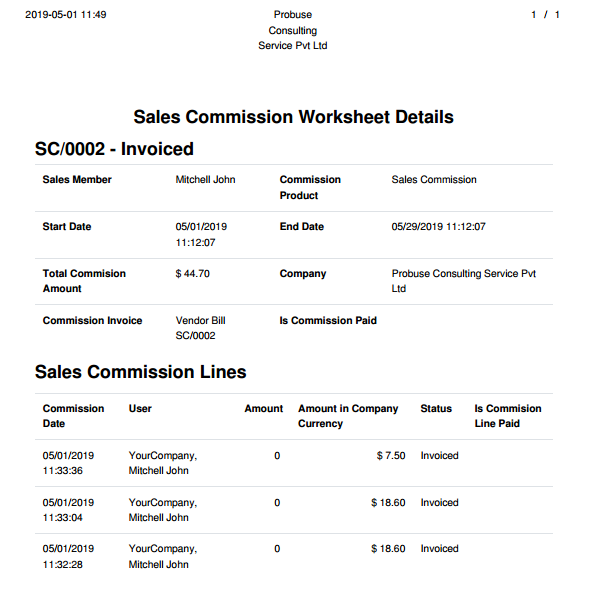 2019-05-01 11:49 Probuse 1 / 1
Consulting
Service Pvt Ltd
Sales Commission Worksheet Details
SC/0002 - Invoiced
Sales Member Mitchell John Commission Sales Commission
Product
Start Date 05/01/2019 End Date 05/29/2019 11:12:07
11:12:07
Total Commision $ 44.70 Company Probuse Consulting Service Pvt
Amount Ltd
Commission Invoice Vendor Bill Is Commission Paid
SC/0002
Sales Commission Lines
Commission User Amount Amount in Company Status Is Commision
Date Currency Line Paid
05/01/2019 YourCompany, 0 $ 7.50 Invoiced
11:33:36 Mitchell John
05/01/2019 YourCompany, 0 $ 18.60 Invoiced
11:33:04 Mitchell John
05/01/2019 YourCompany, 0 $ 18.60 Invoiced
11:32:28 Mitchell John